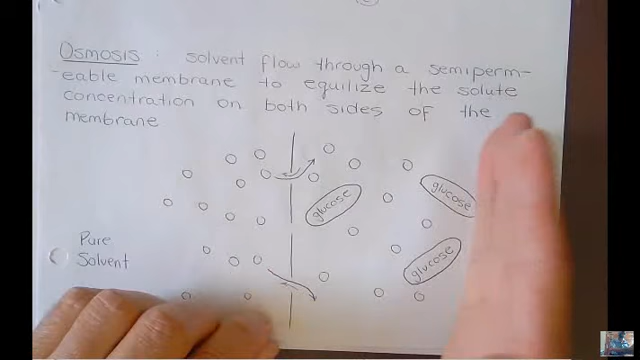 Osmosis : solvent flow through a semiperm-
-eable membrane to equilize the solute
concentration on both sides of the
membrane
glucose
glucose
glucose
Pure
Solvent